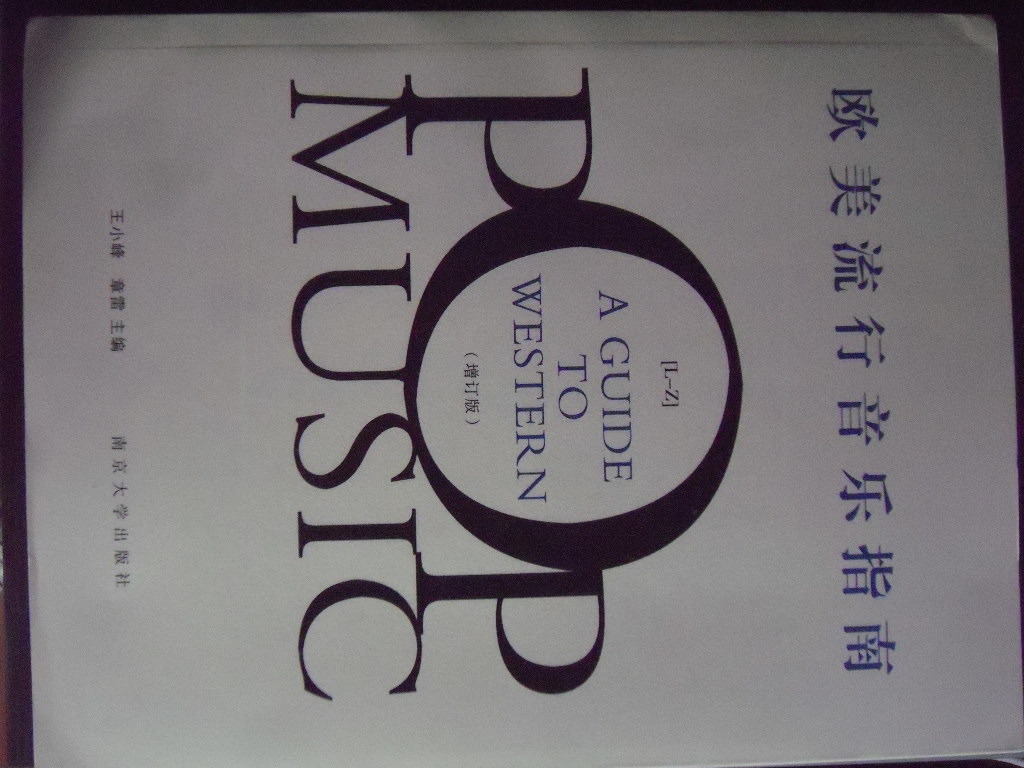 欧美流行音乐指南
[L-Z]
A GUIDE
TO
WESTERN
(增订版)
POP
MUSIC
王小峰 章雷 主编
南京大学出版社